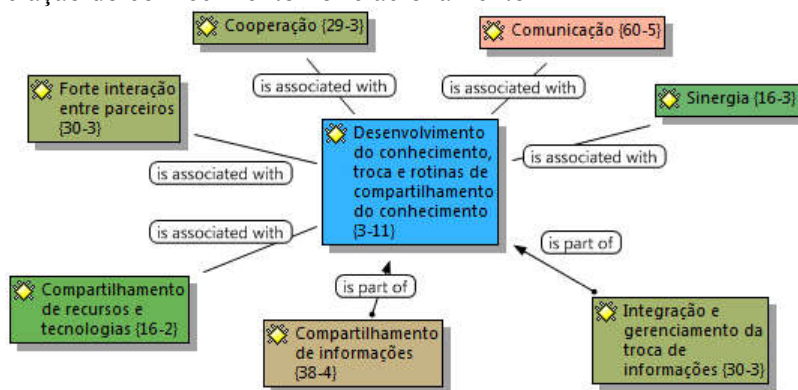 Cooperação {29-3}
Comunicação {60-5}
is associated with
is associated with
Forte interação
entre parceiros
{30-3}
Sinergia {16-3}
Desenvolvimento
do conhecimento,
troca e rotinas de
compartilhamento
do conhecimento
{3-11}
is associated with
is associated with
is associated with
is part of
is part of
Compartilhamento
de recursos e
tecnologias {16-2}
Compartilhamento
de informações
{38-4}
Integração e
gerenciamento da
troca de
informações {30-3}